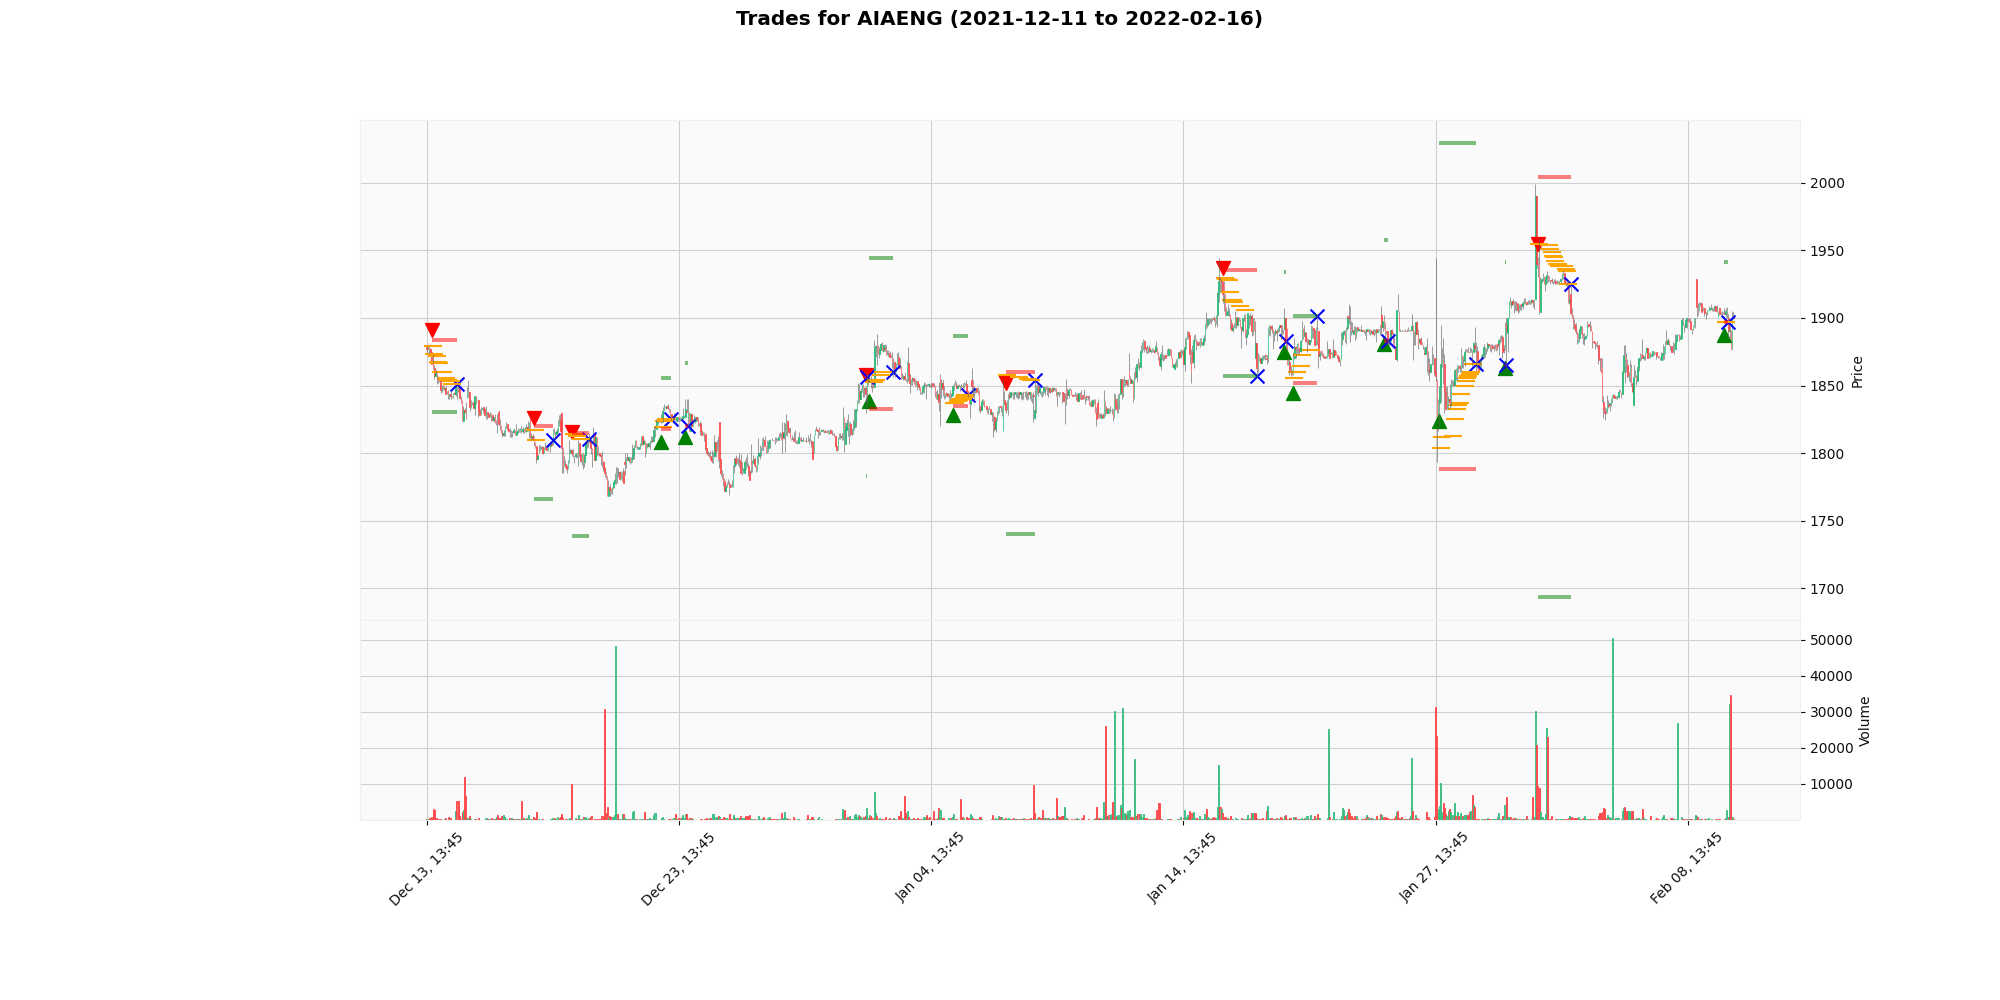 Trades for AIAENG (2021-12-11 to 2022-02-16)
2000
1950
1900
1850
1800
1750
1700
Price
50000
40000
30000
20000
10000
Volume
Dec 13, 13:45
Dec 23, 13:45
Jan 04, 13:45
Jan 14, 13:45
Jan 27, 13:45
Feb 08, 13:45